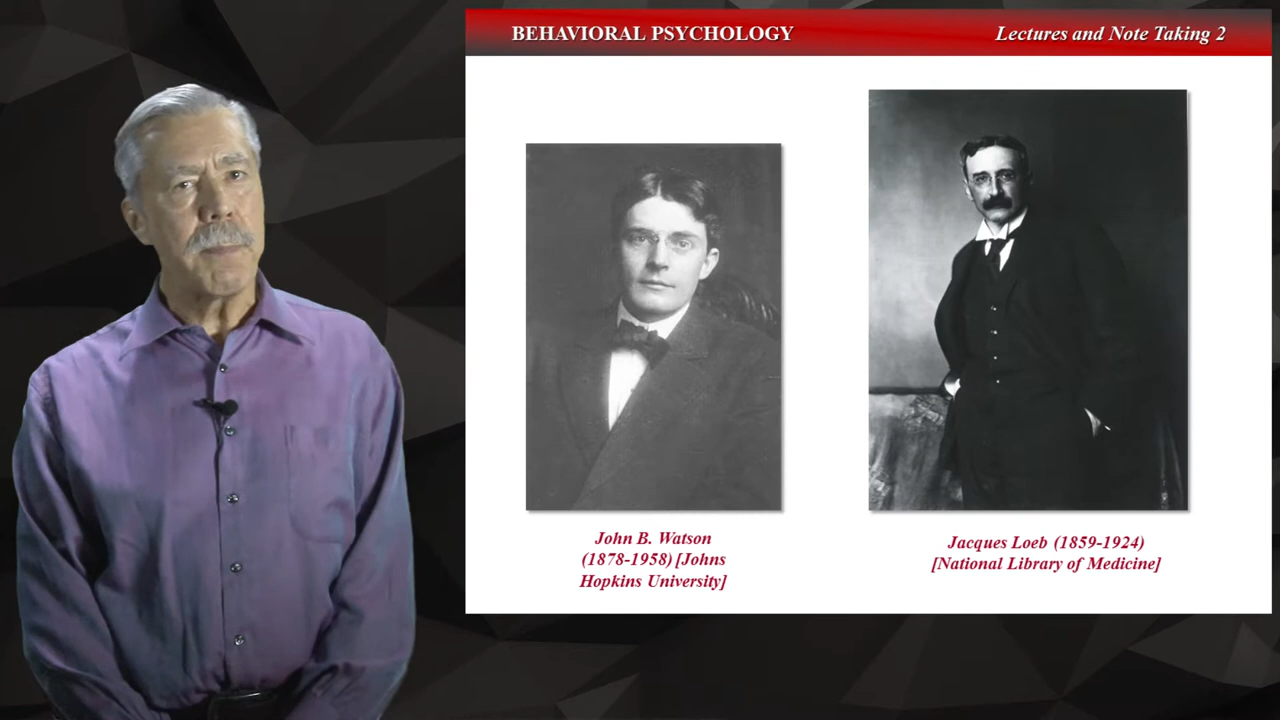 BEHAVIORAL PSYCHOLOGY
Lectures and Note Taking 2
John B. Watson
(1878-1958) [Johns
Hopkins University]
Jacques Loeb (1859-1924)
[National Library of Medicine]